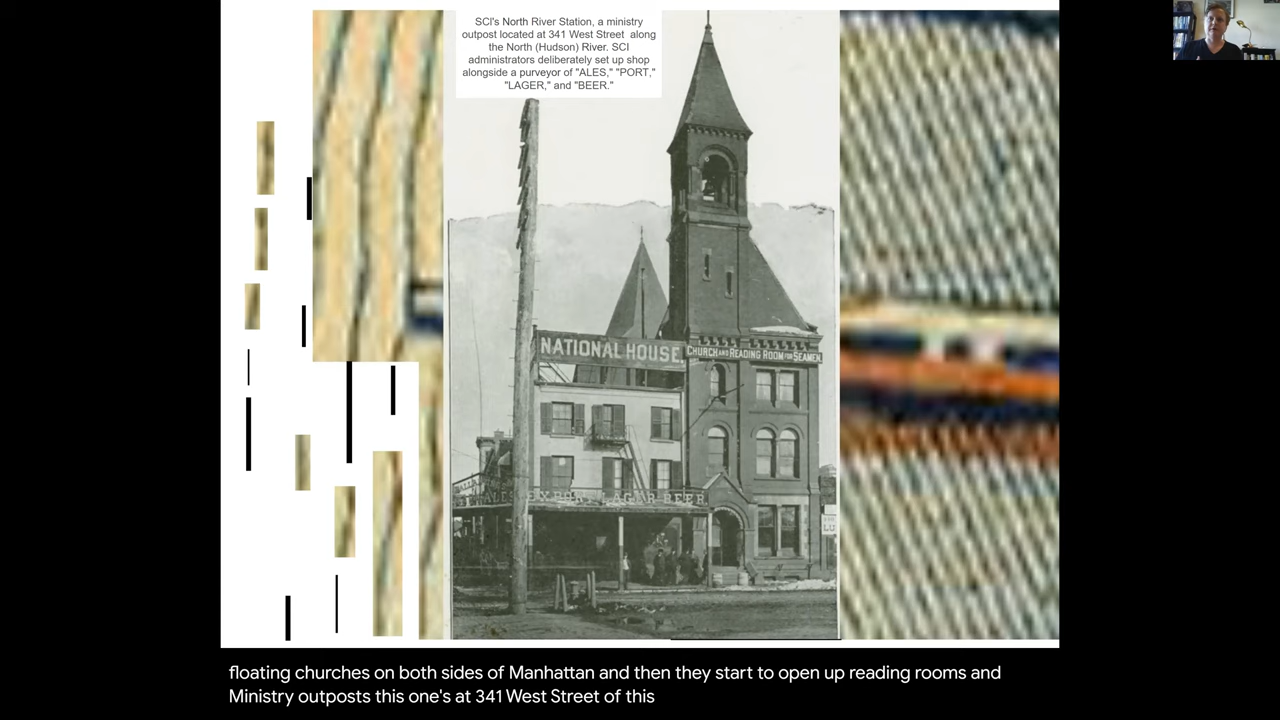 SCI's North River Station, a ministry
outpost located at 341 West Street along
the North (Hudson) River. SCI
administrators deliberately set up shop
alongside a purveyor of "ALES," "PORT,"
"LAGER," and "BEER."
NATIONAL HOUSE.
CHURCH AND READING ROOM FOR SEAMEN.
ALES EXPORT LAGER BEER
floating churches on both sides of Manhattan and then they start to open up reading rooms and
Ministry outposts this one's at 341 West Street of this